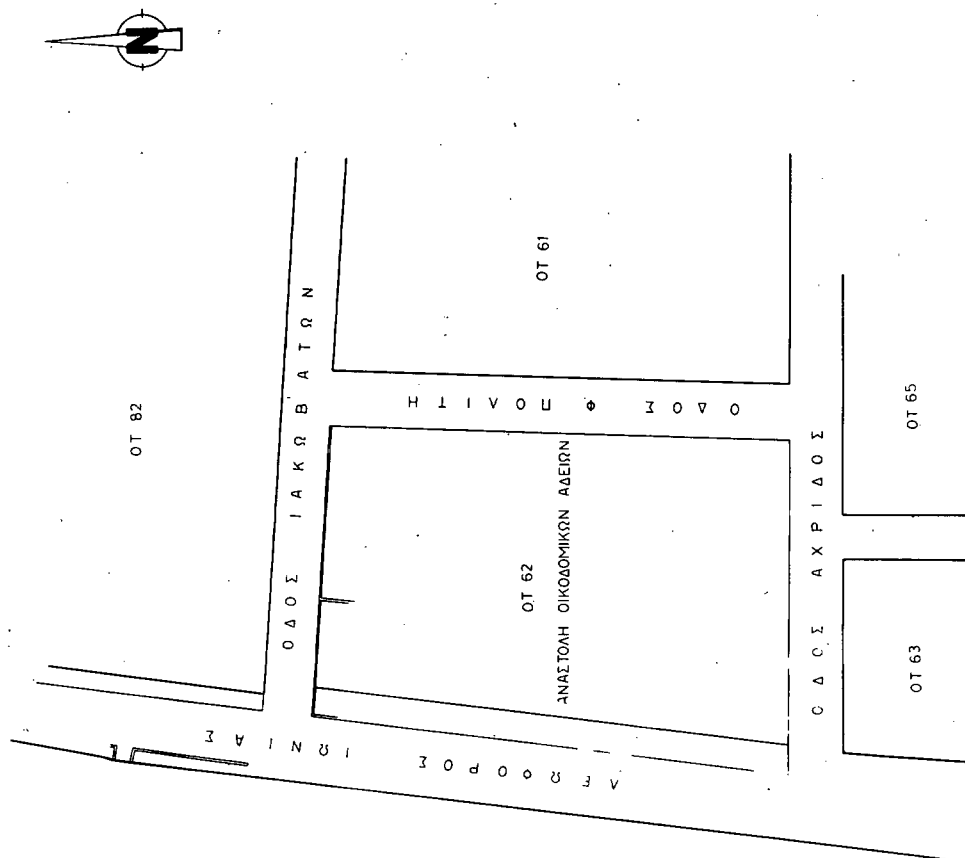 N
ΟΤ 82
ΟΔΟΣ ΙΑΚΩΒΑΤΩΝ
ΟΤ 61
ΟΔΟΣ Φ ΠΟΛΙΤΗ
ΟΤ 62
ΑΝΑΣΤΟΛΗ ΟΙΚΟΔΟΜΙΚΩΝ ΑΔΕΙΩΝ
ΟΔΟΣ ΑΧΡΙΔΟΣ
ΟΤ 65
ΟΤ 63
ΛΕΩΦΟΡΟΣ ΙΩΝΙΑΣ